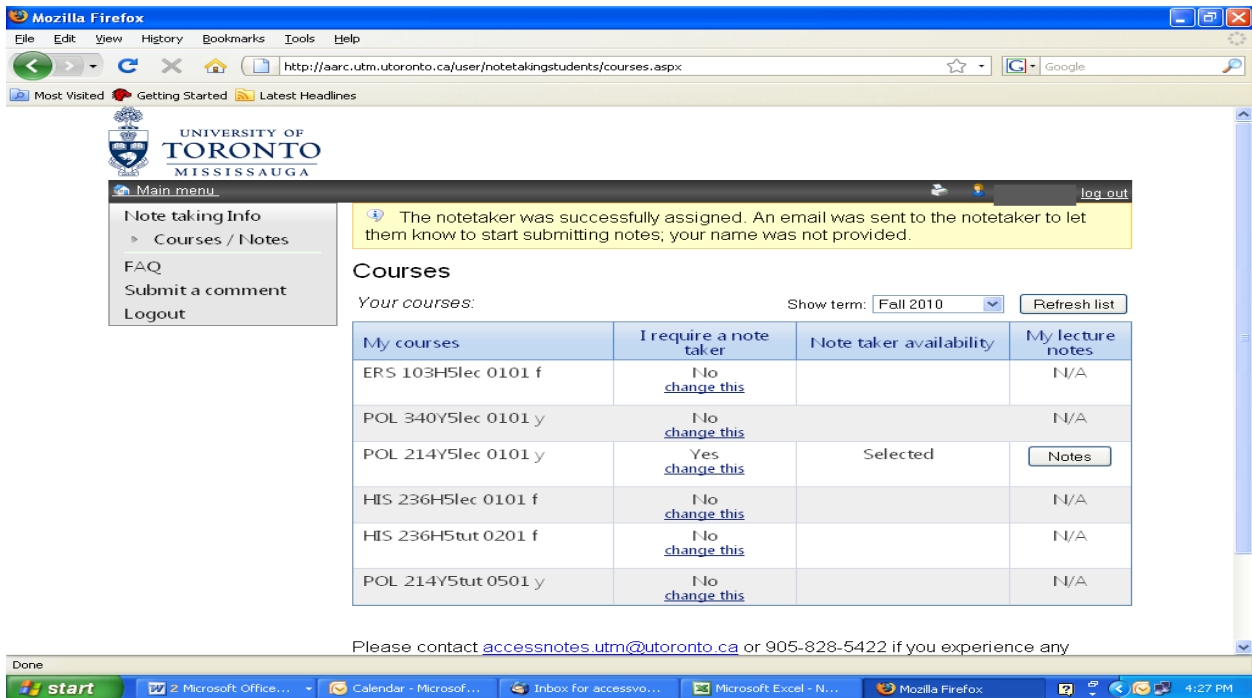 Mozilla Firefox
File Edit View History Bookmarks Tools Help
http://aarc.utm.utoronto.ca/user/notetakingstudents/courses.aspx
Google
Most Visited Getting Started Latest Headlines
UNIVERSITY OF
TORONTO
MISSISSAUGA
Main menu log out
Note taking Info
Courses / Notes
FAQ
Submit a comment
Logout
The notetaker was successfully assigned. An email was sent to the notetaker to let
them know to start submitting notes; your name was not provided.
Courses
Your courses: Show term: Fall 2010 Refresh list
My courses I require a note taker Note taker availability My lecture notes
ERS 103H5lec 0101 f No N/A
change this
POL 340Y5lec 0101 y No N/A
change this
POL 214Y5lec 0101 y Yes Selected Notes
change this
HIS 236H5lec 0101 f No N/A
change this
HIS 236H5tut 0201 f No N/A
change this
POL 214Y5tut 0501 y No N/A
change this
Please contact accessnotes.utm@utoronto.ca or 905-828-5422 if you experience any
Done
start 2 Microsoft Office... Calendar - Microsof... Inbox for accessvo... Microsoft Excel - N... Mozilla Firefox 4:27 PM